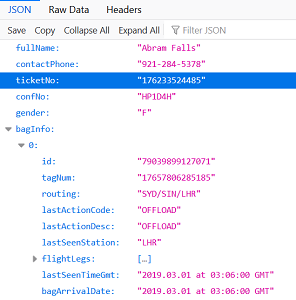 JSON Raw Data Headers
Save Copy Collapse All Expand All Filter JSON
fullName: "Abram Falls"
contactPhone: "921-284-5378"
ticketNo: "176233524485"
confNo: "HP1D4H"
gender: "F"
bagInfo:
0:
id: "79039899127071"
tagNum: "17657806285185"
routing: "SYD/SIN/LHR"
lastActionCode: "OFFLOAD"
lastActionDesc: "OFFLOAD"
lastSeenStation: "LHR"
flightLegs: […]
lastSeenTimeGmt: "2019.03.01 at 03:06:00 GMT"
bagArrivalDate: "2019.03.01 at 03:06:00 GMT"